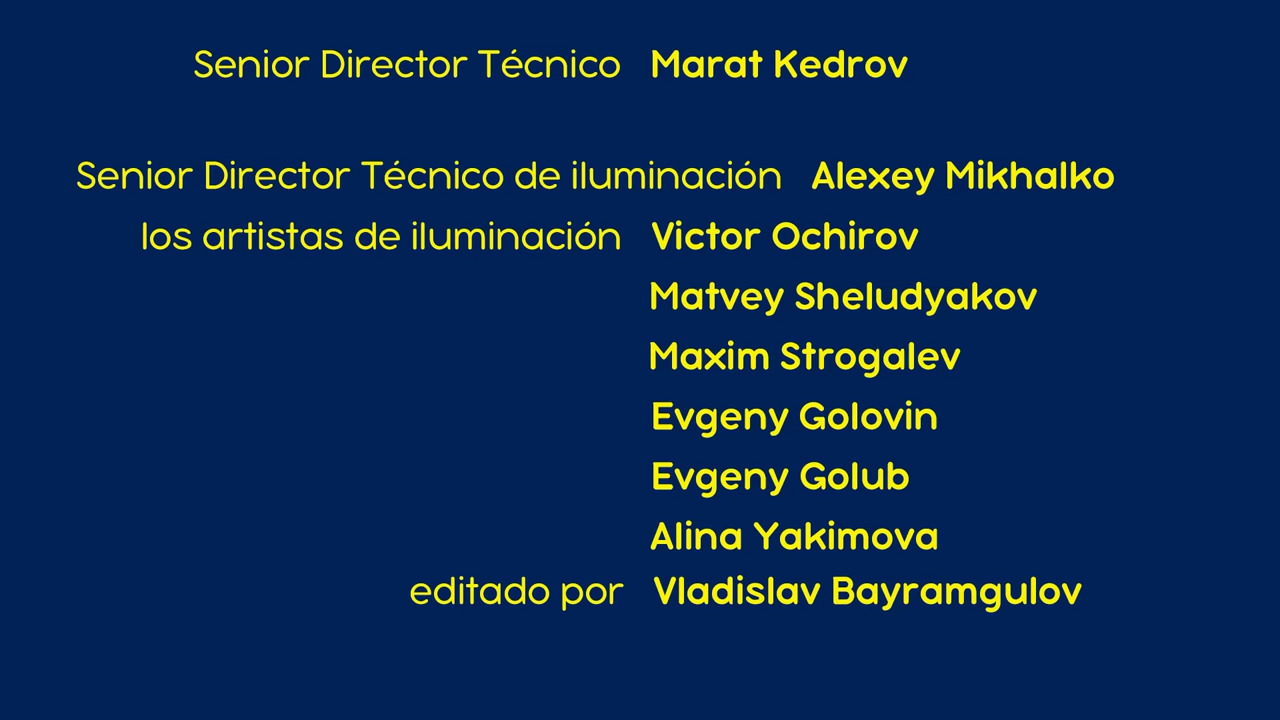 Senior Director Técnico Marat Kedrov
Senior Director Técnico de iluminación Alexey Mikhalko
los artistas de iluminación Victor Ochirov
Matvey Sheludyakov
Maxim Strogalev
Evgeny Golovin
Evgeny Golub
Alina Yakimova
editado por Vladislav Bayramgulov